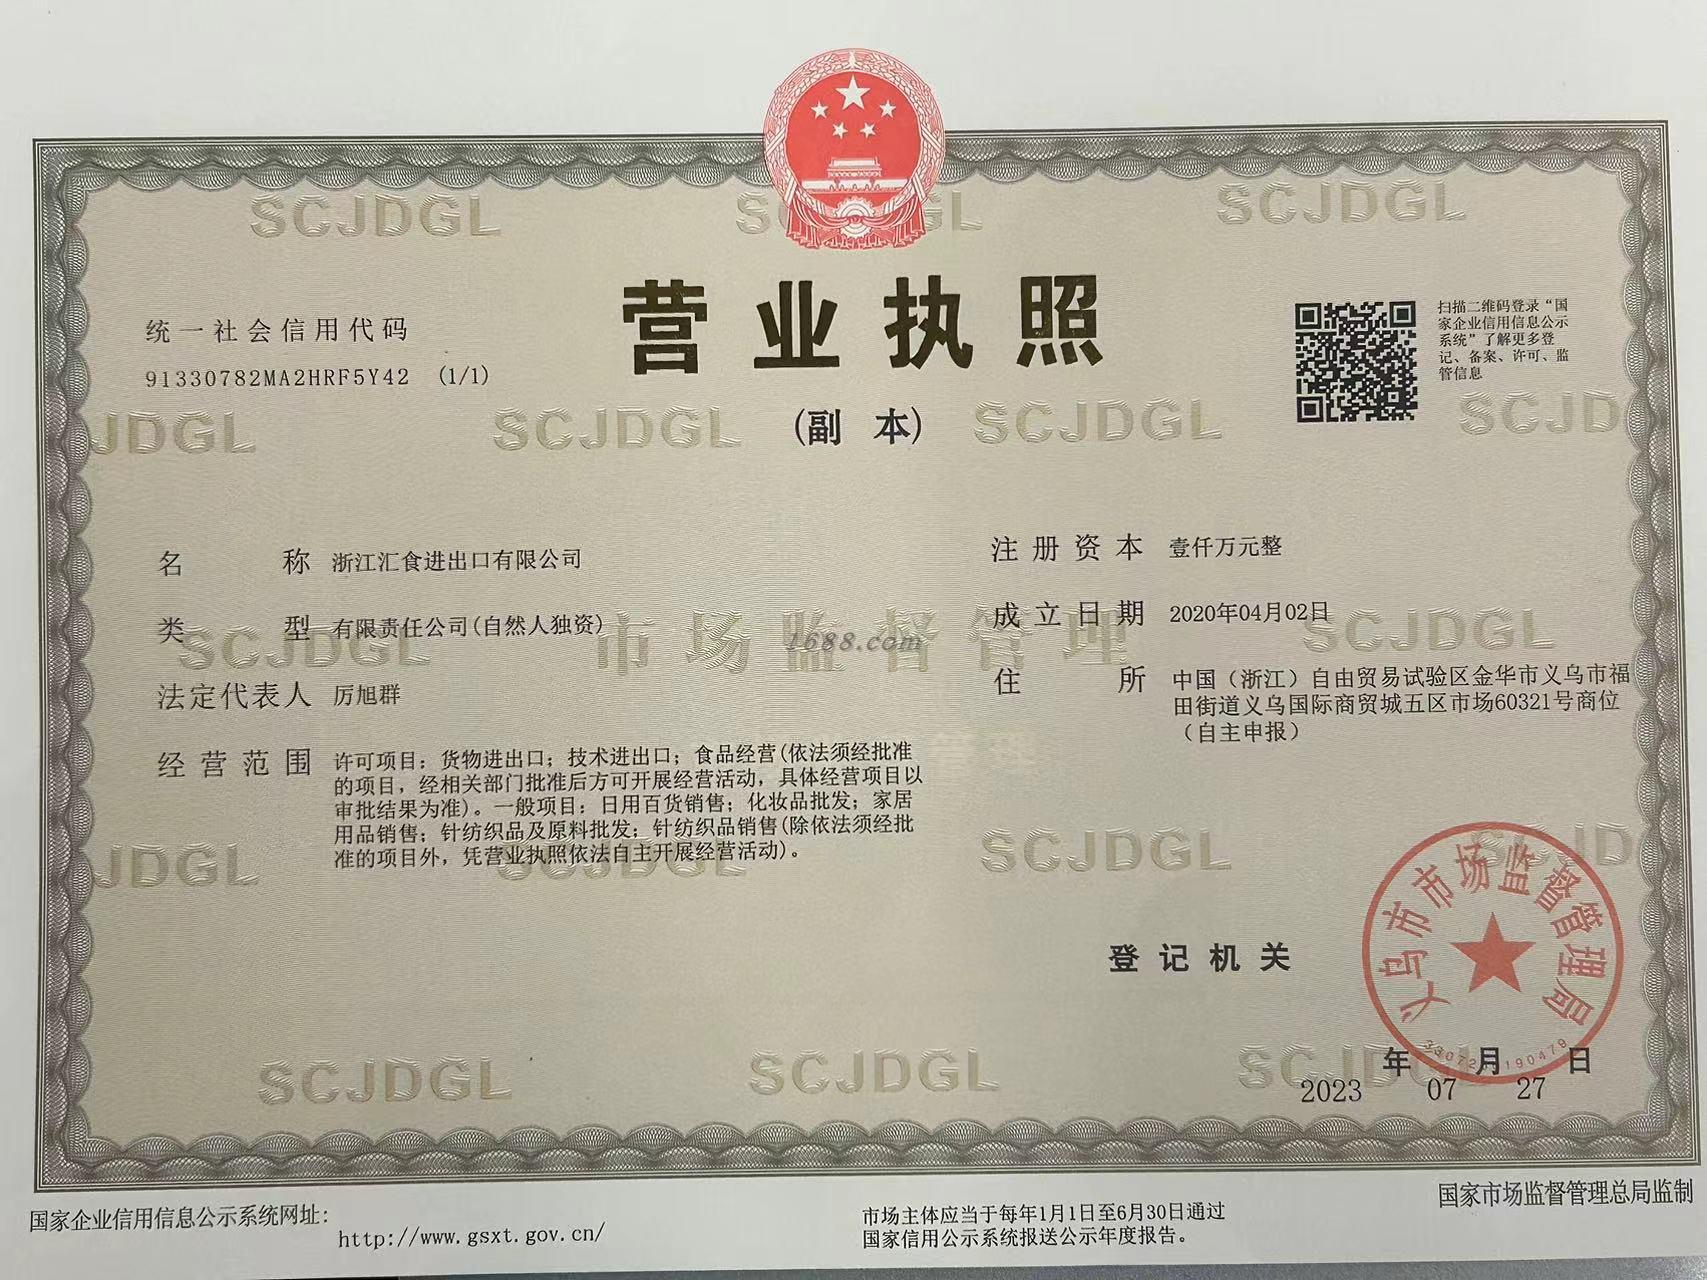 营业执照
(副 本)
统一社会信用代码
91330782MA2HRF5Y42 (1/1)
扫描二维码登录“国
家企业信用信息公示
系统”了解更多登
记、备案、许可、监
管信息
名 称 浙江汇食进出口有限公司
类 型 有限责任公司(自然人独资)
法定代表人 厉旭群
经营范围 许可项目：货物进出口；技术进出口；食品经营(依法须经批准
的项目，经相关部门批准后方可开展经营活动，具体经营项目以
审批结果为准)。一般项目：日用百货销售；化妆品批发；家居
用品销售；针纺织品及原料批发；针纺织品销售(除依法须经批
准的项目外，凭营业执照依法自主开展经营活动)。
注册资本 壹仟万元整
成立日期 2020年04月02日
住 所 中国（浙江）自由贸易试验区金华市义乌市福
田街道义乌国际商贸城五区市场60321号商位
（自主申报）
SCJDGL
市场监督管理
1688.com
登记机关
义乌市市场监督管理局
年 月 日
2023 07 27
国家企业信用信息公示系统网址：
http://www.gsxt.gov.cn/
市场主体应当于每年1月1日至6月30日通过
国家信用公示系统报送公示年度报告。
国家市场监督管理总局监制